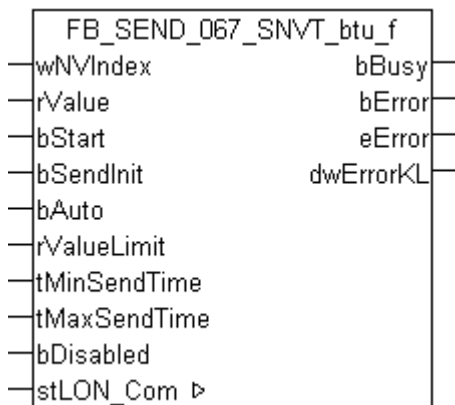 FB_SEND_067_SNVT_btu_f
wNVIndex bBusy
rValue bError
bStart eError
bSendInit dwErrorKL
bAuto
rValueLimit
tMinSendTime
tMaxSendTime
bDisabled
stLON_Com ▷